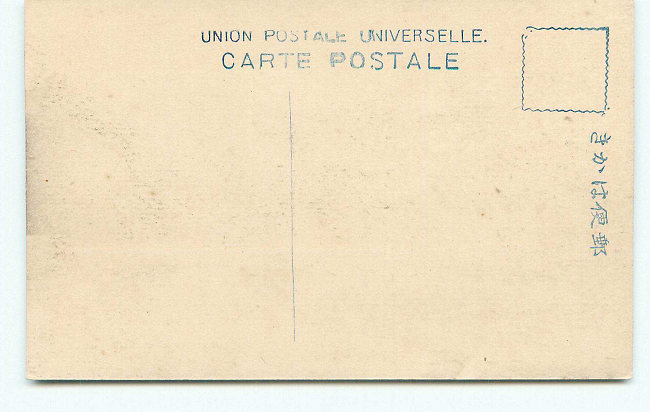 UNION POSTALE UNIVERSELLE.
CARTE POSTALE
郵便はかき